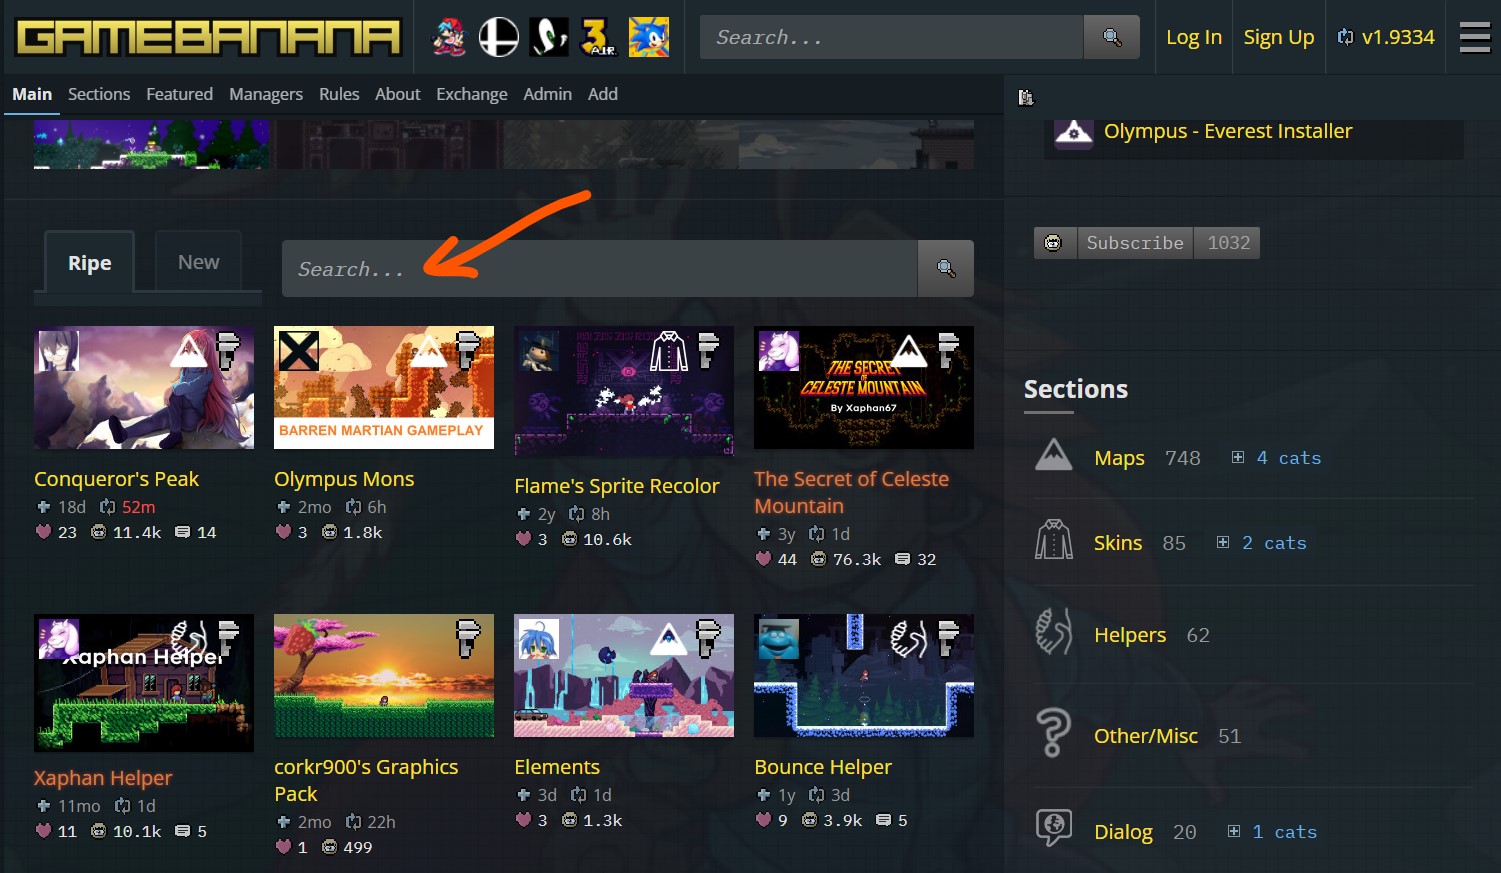 GAMEBANANA
3 A.I.R.
Search...
Log In
Sign Up
v1.9334
Main Sections Featured Managers Rules About Exchange Admin Add
Olympus - Everest Installer
Subscribe 1032
Ripe
New
Search...
BARREN MARTIAN GAMEPLAY
THE SECRET
OF
CELESTE MOUNTAIN
By Xaphan67
Conqueror's Peak
18d 52m
23 11.4k 14
Olympus Mons
2mo 6h
3 1.8k
Flame's Sprite Recolor
2y 8h
3 10.6k
The Secret of Celeste
Mountain
3y 1d
44 76.3k 32
Xaphan Helper
Xaphan Helper
11mo 1d
11 10.1k 5
corkr900's Graphics
Pack
2mo 22h
1 499
Elements
3d 1d
3 1.3k
Bounce Helper
1y 3d
9 3.9k 5
Sections
Maps 748 4 cats
Skins 85 2 cats
Helpers 62
Other/Misc 51
Dialog 20 1 cats